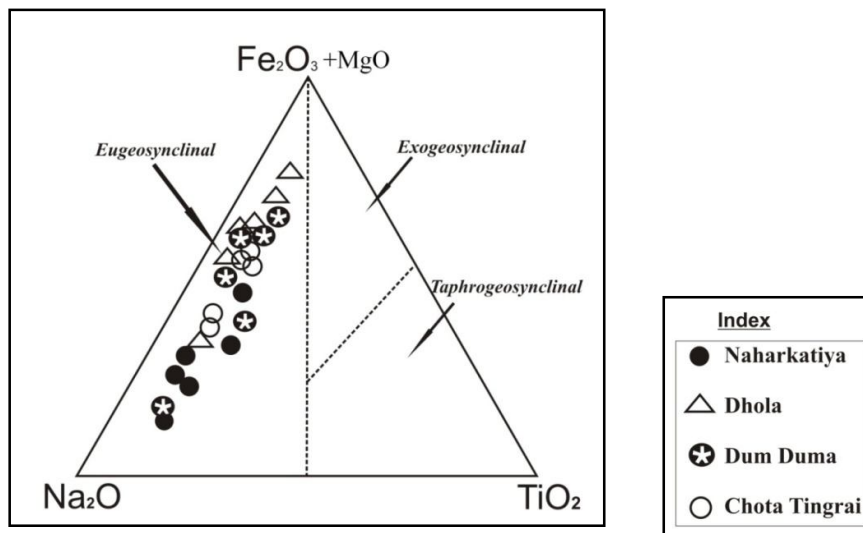 Fe₂O₃ +MgO
Eugeosynclinal
Exogeosynclinal
Taphrogeosynclinal
Na₂O
TiO₂
Index
Naharkatiya
Dhola
Dum Duma
Chota Tingrai